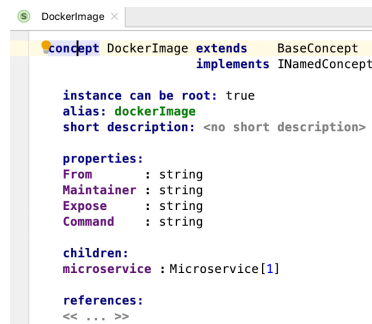 S DockerImage ×
concept DockerImage extends BaseConcept
implements INamedConcept
instance can be root: true
alias: dockerImage
short description: <no short description>
properties:
From : string
Maintainer : string
Expose : string
Command : string
children:
microservice : Microservice[1]
references:
<< ... >>